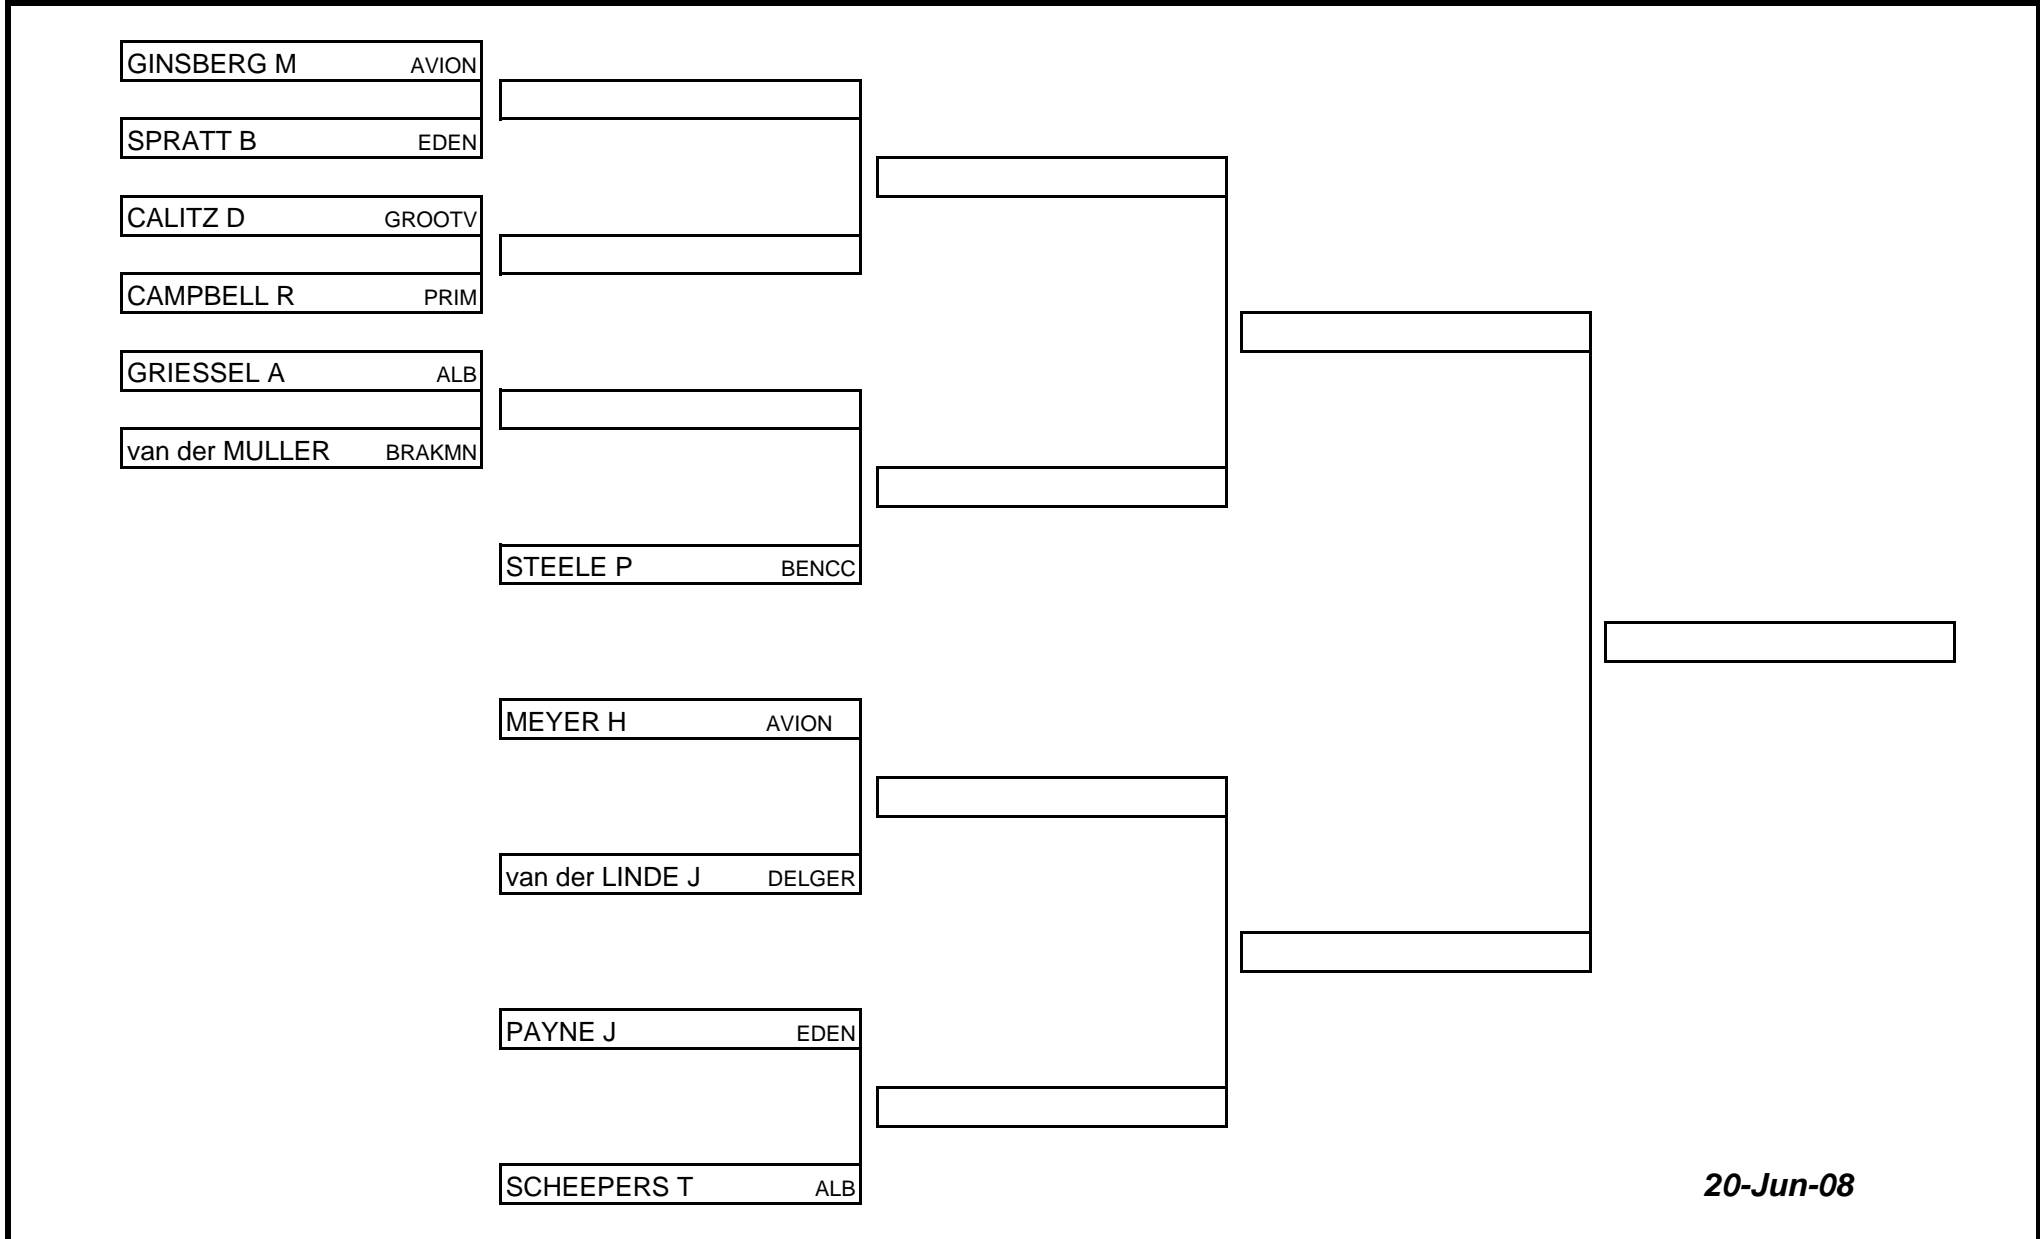 GINSBERG M AVION
SPRATT B EDEN
CALITZ D GROOTV
CAMPBELL R PRIM
GRIESSEL A ALB
van der MULLER BRAKMN
STEELE P BENCC
MEYER H AVION
van der LINDE J DELGER
PAYNE J EDEN
SCHEEPERS T ALB
20-Jun-08